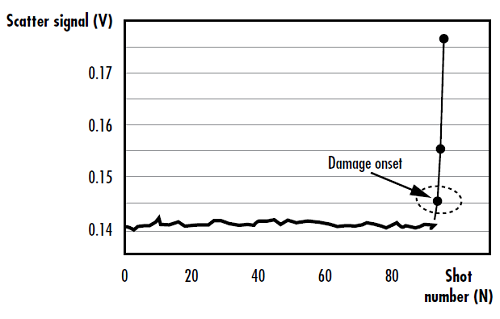 Scatter signal (V)
0.17
0.16
0.15
0.14
Damage onset
0 20 40 60 80 Shot
number (N)